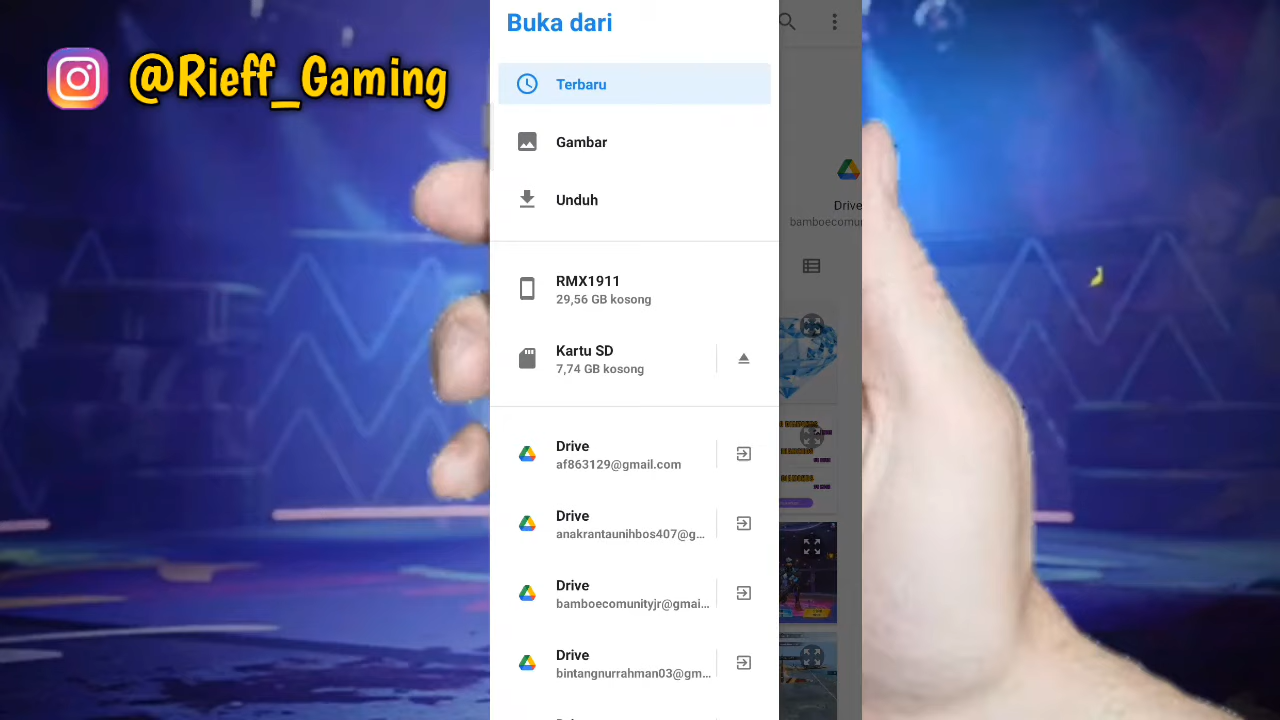 @Rieff_Gaming
Buka dari
Terbaru
Gambar
Unduh
RMX1911
29,56 GB kosong
Kartu SD
7,74 GB kosong
Drive
af863129@gmail.com
Drive
anakrantaunihbos407@g...
Drive
bamboecomunityjr@gmai...
Drive
bintangnurrahman03@gm...
Drive
bamboecomu